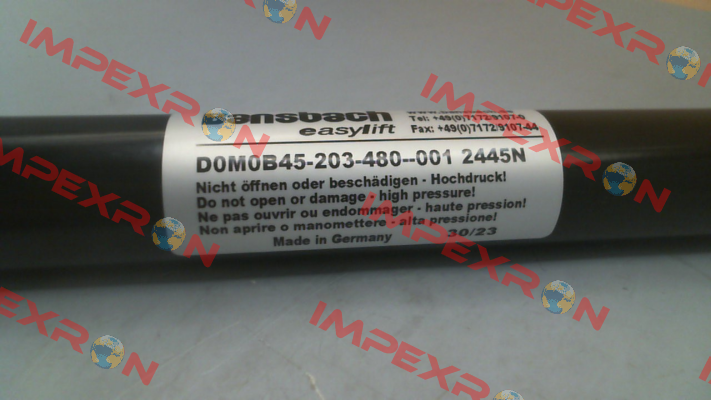 Bansbach
easylift
Tel: +49(0)7172/9107-0
Fax: +49(0)7172/9107-44
D0M0B45-203-480--001 2445N
Nicht öffnen oder beschädigen - Hochdruck!
Do not open or damage - high pressure!
Ne pas ouvrir ou endommager - haute pression!
Non aprire o manomettere - alta pressione!
Made in Germany 30/23
IMPEXRON
IMPEXRON
IMPEXRON
IMPEXRON
IMPEXRON